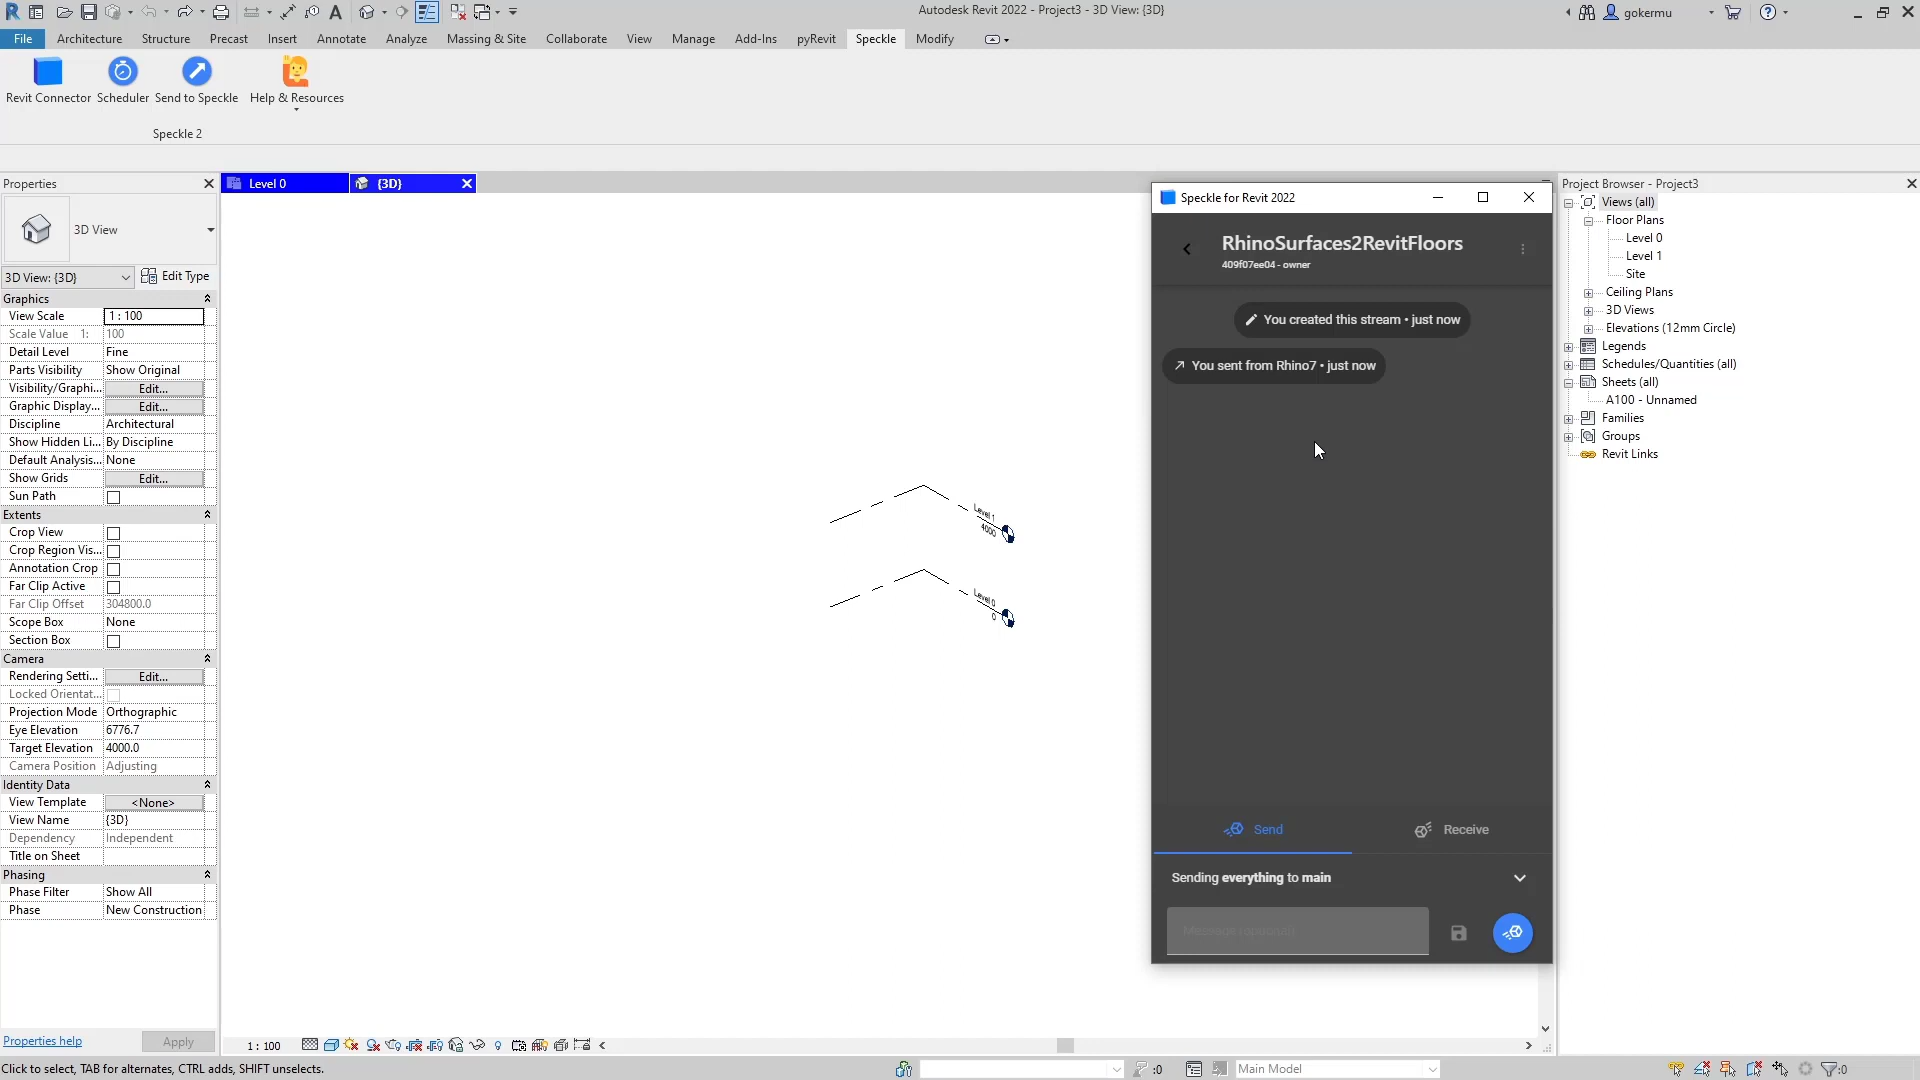 Autodesk Revit 2022 - Project3 - 3D View: {3D}
gokermu
File
Architecture
Structure
Precast
Insert
Annotate
Analyze
Massing & Site
Collaborate
View
Manage
Add-Ins
pyRevit
Speckle
Modify
Revit Connector
Scheduler
Send to Speckle
Help & Resources
Speckle 2
Properties
3D View
3D View: {3D}
Edit Type
Graphics
View Scale 1 : 100
Scale Value 1: 100
Detail Level Fine
Parts Visibility Show Original
Visibility/Graphi... Edit...
Graphic Display... Edit...
Discipline Architectural
Show Hidden Li... By Discipline
Default Analysis... None
Show Grids Edit...
Sun Path
Extents
Crop View
Crop Region Vis...
Annotation Crop
Far Clip Active
Far Clip Offset 304800.0
Scope Box None
Section Box
Camera
Rendering Setti... Edit...
Locked Orientat...
Projection Mode Orthographic
Eye Elevation 6776.7
Target Elevation 4000.0
Camera Position Adjusting
Identity Data
View Template <None>
View Name {3D}
Dependency Independent
Title on Sheet
Phasing
Phase Filter Show All
Phase New Construction
Properties help
Apply
Level 0
{3D}
Level 1
4000
Level 0
0
Speckle for Revit 2022
RhinoSurfaces2RevitFloors
409f07ee04 - owner
You created this stream • just now
You sent from Rhino7 • just now
Send
Receive
Sending everything to main
Message (optional)
Project Browser - Project3
Views (all)
Floor Plans
Level 0
Level 1
Site
Ceiling Plans
3D Views
Elevations (12mm Circle)
Legends
Schedules/Quantities (all)
Sheets (all)
A100 - Unnamed
Families
Groups
Revit Links
1 : 100
Click to select, TAB for alternates, CTRL adds, SHIFT unselects.
:0
Main Model
:0